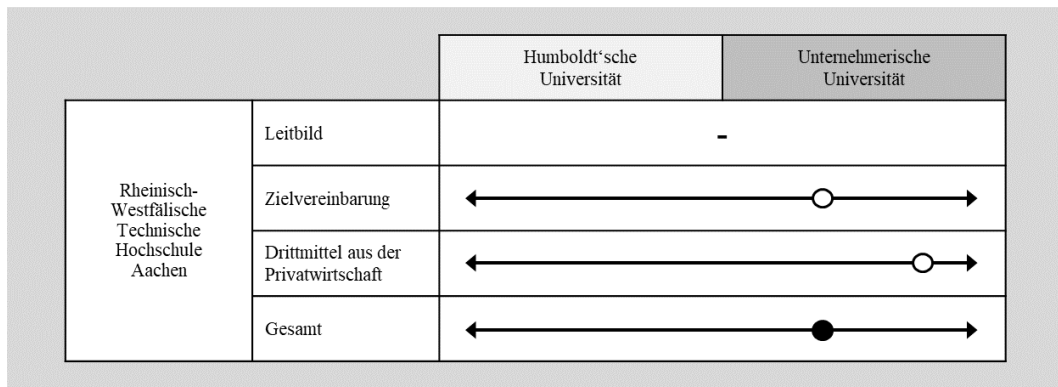 Humboldt‘sche
Universität
Unternehmerische
Universität
Rheinisch-
Westfälische
Technische
Hochschule
Aachen
Leitbild
-
Zielvereinbarung
Drittmittel aus der
Privatwirtschaft
Gesamt